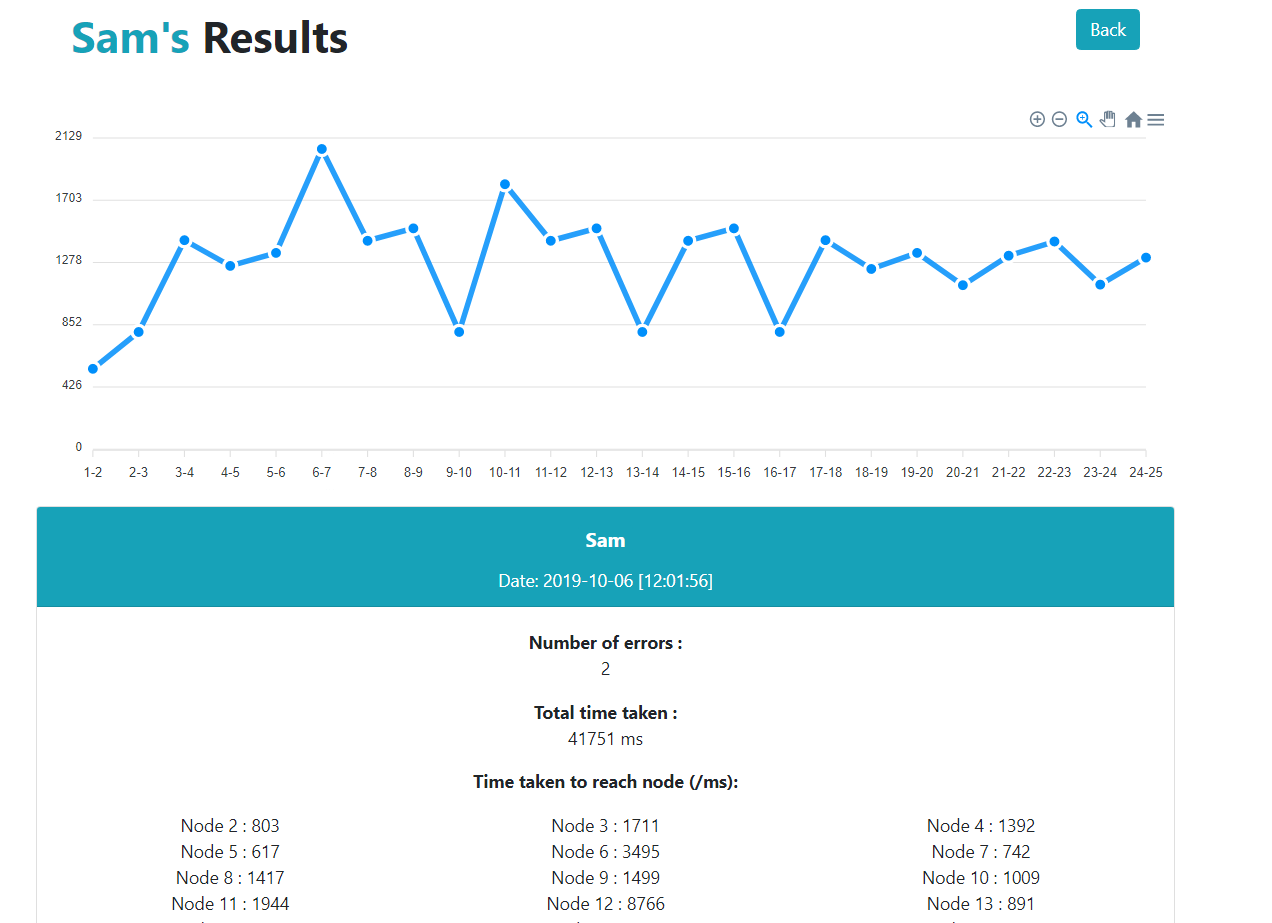 Sam's Results
Back
2129
1703
1278
852
426
0
1-2 2-3 3-4 4-5 5-6 6-7 7-8 8-9 9-10 10-11 11-12 12-13 13-14 14-15 15-16 16-17 17-18 18-19 19-20 20-21 21-22 22-23 23-24 24-25
Sam
Date: 2019-10-06 [12:01:56]
Number of errors :
2
Total time taken :
41751 ms
Time taken to reach node (/ms):
Node 2 : 803 Node 3 : 1711 Node 4 : 1392
Node 5 : 617 Node 6 : 3495 Node 7 : 742
Node 8 : 1417 Node 9 : 1499 Node 10 : 1009
Node 11 : 1944 Node 12 : 8766 Node 13 : 891